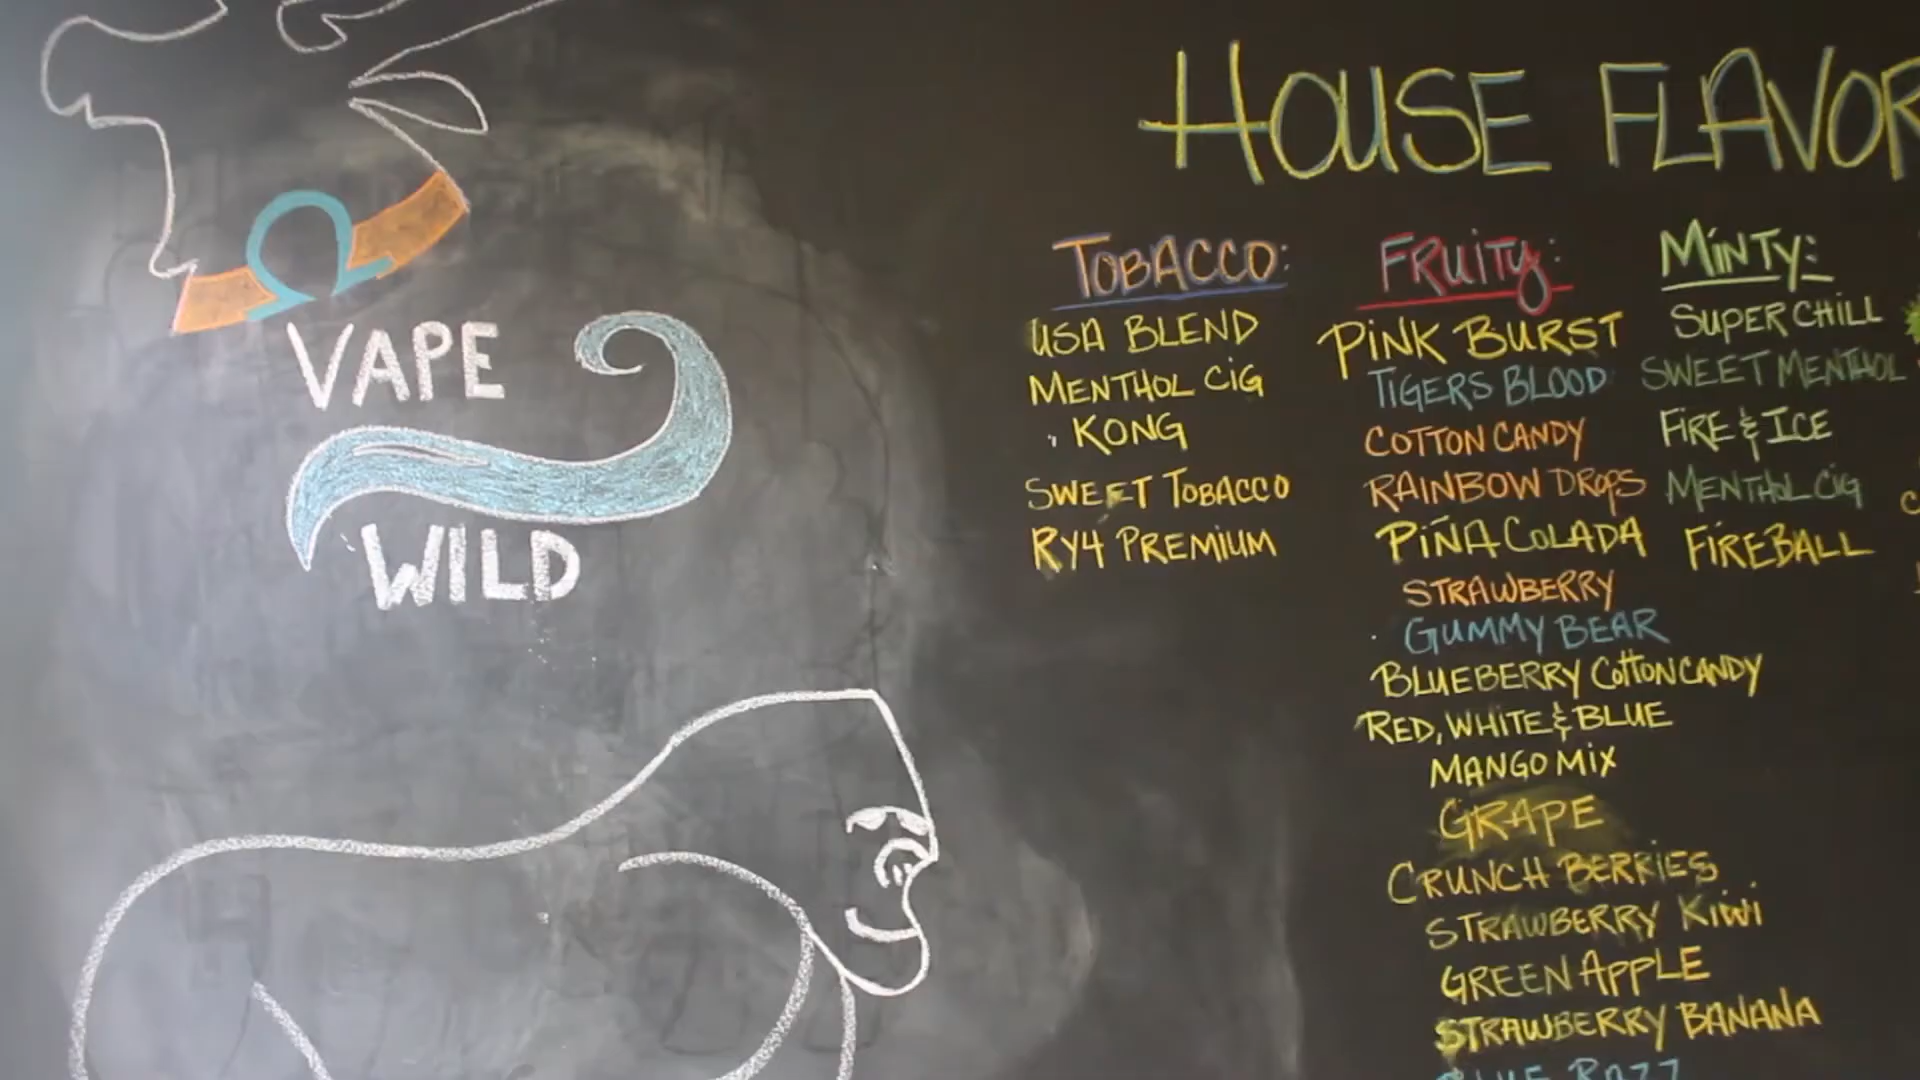 VAPE
WILD
HOUSE FLAVOR
TOBACCO:
USA BLEND
MENTHOL CIG
KONG
SWEET TOBACCO
RY4 PREMIUM
FRUITY:
PINK BURST
TIGERS BLOOD
COTTON CANDY
RAINBOW DROPS
PIÑA COLADA
STRAWBERRY
GUMMY BEAR
BLUEBERRY COTTON CANDY
RED, WHITE & BLUE
MANGO MIX
GRAPE
CRUNCH BERRIES
STRAWBERRY KIWI
GREEN APPLE
STRAWBERRY BANANA
MINTY:
SUPER CHILL
SWEET MENTHOL
FIRE & ICE
MENTHOL CIG
FIREBALL